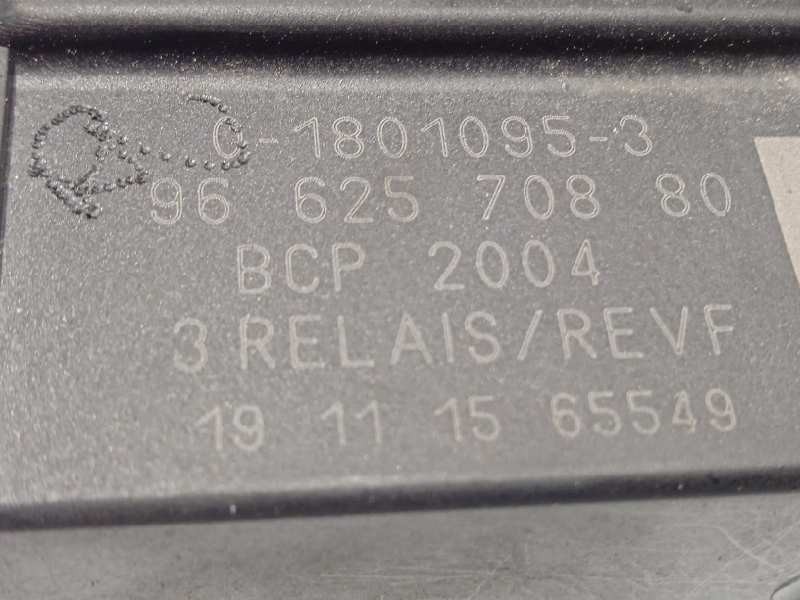 0-1801095-3
96 625 708 80
BCP 2004
3 RELAIS/REVF
19 11 15 65549